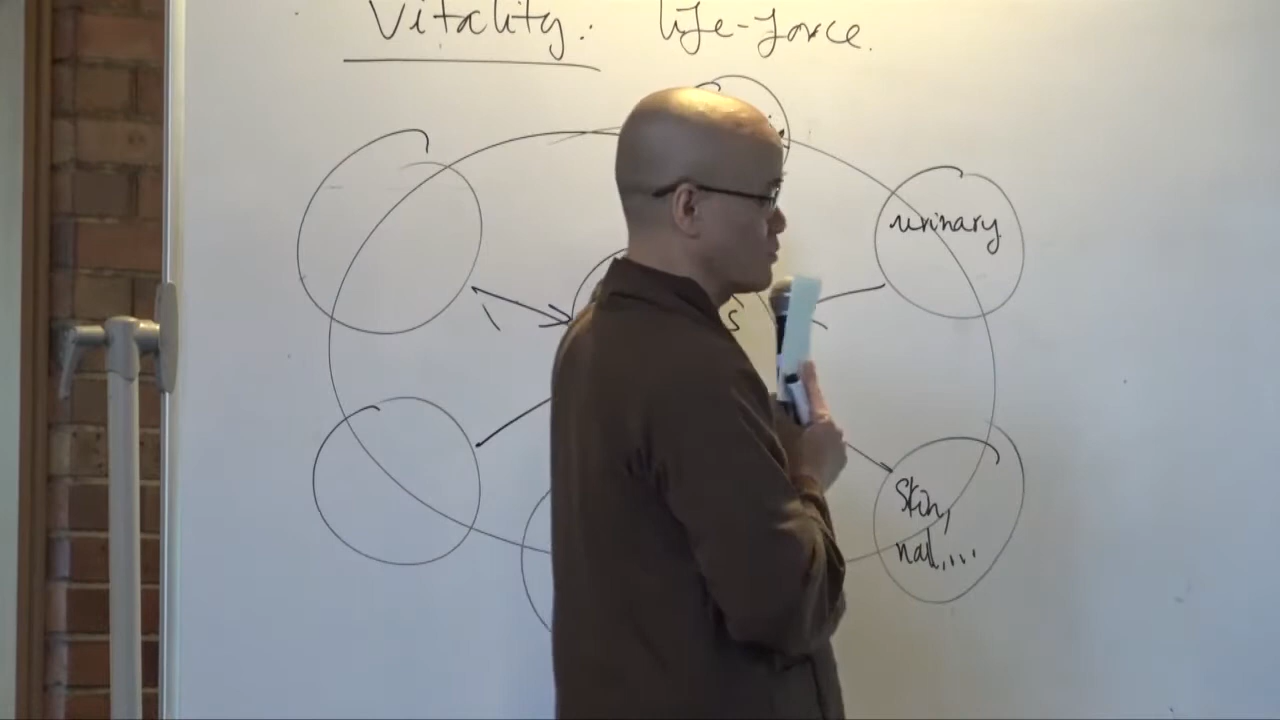 Vitality: life-force.
urinary
s
Skin,
nail,...